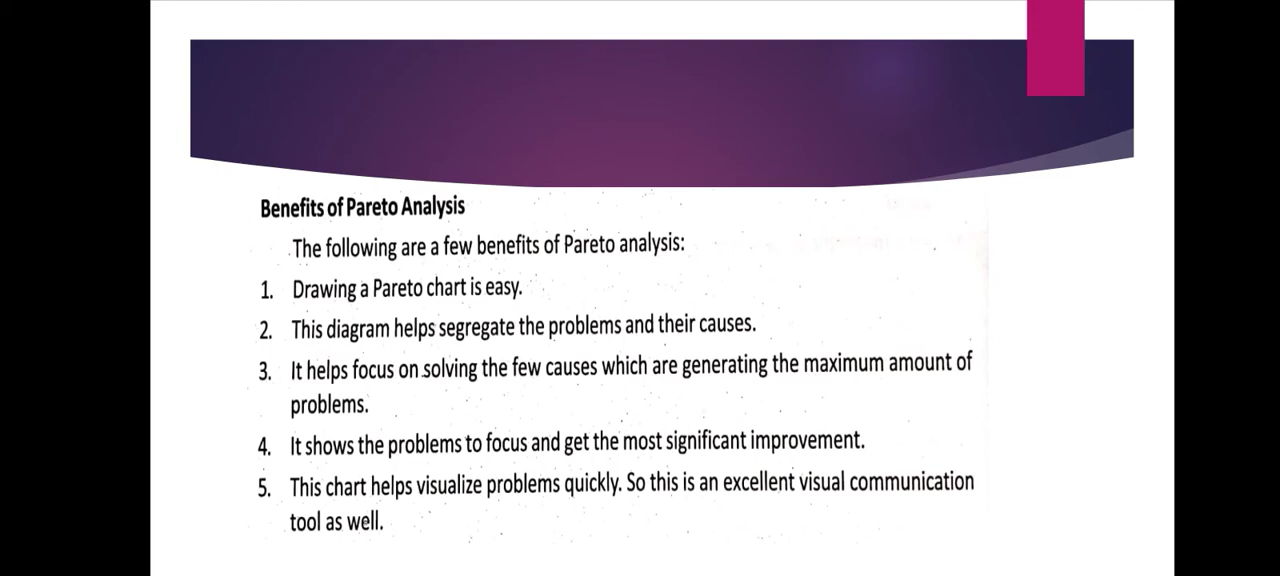 Benefits of Pareto Analysis
The following are a few benefits of Pareto analysis:
1. Drawing a Pareto chart is easy.
2. This diagram helps segregate the problems and their causes.
3. It helps focus on solving the few causes which are generating the maximum amount of
problems.
4. It shows the problems to focus and get the most significant improvement.
5. This chart helps visualize problems quickly. So this is an excellent visual communication
tool as well.